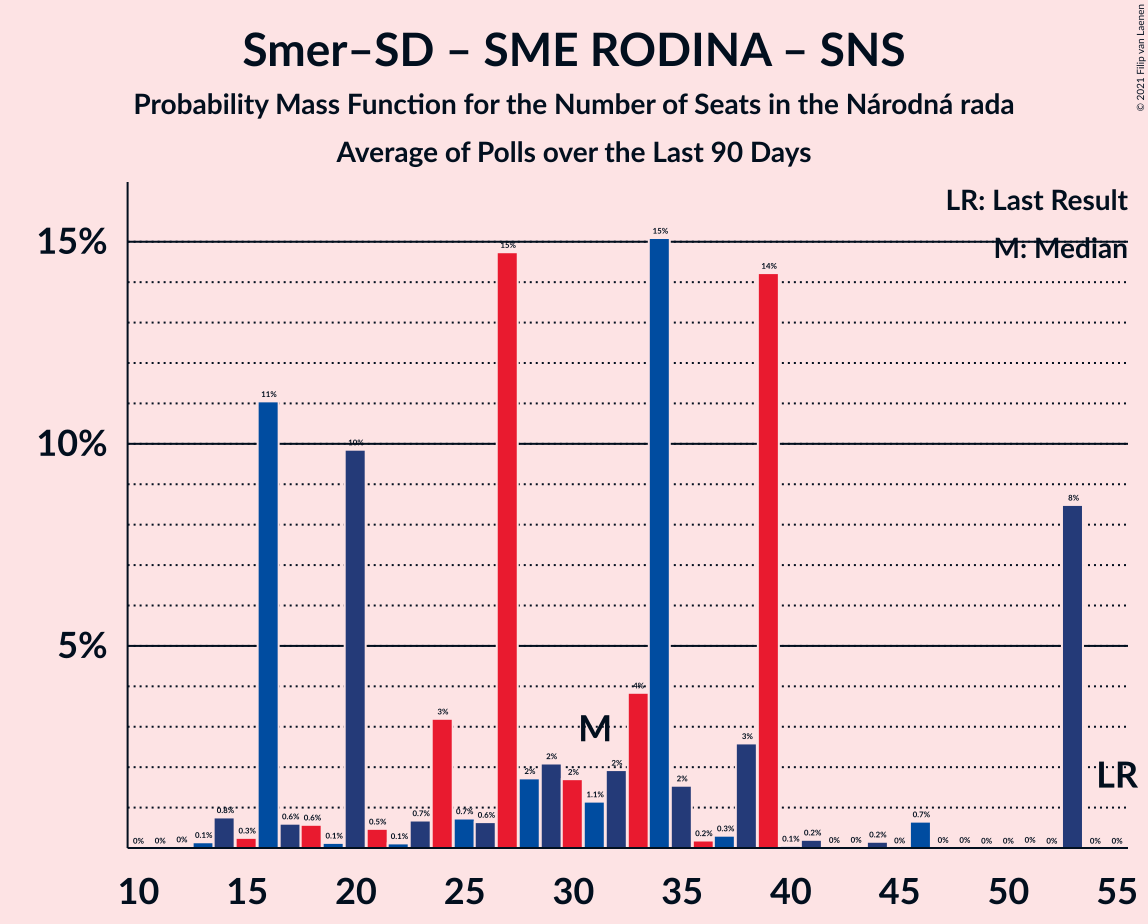 Smer–SD – SME RODINA – SNS
Probability Mass Function for the Number of Seats in the Národná rada
Average of Polls over the Last 90 Days
© 2021 Filip van Laenen
LR: Last Result
M: Median
15%
10%
5%
0% 0% 0% 0.1% 0.8% 0.3% 11% 0.6% 0.6% 0.1% 10% 0.5% 0.1% 0.7% 3% 0.7% 0.6% 15% 2% 2% 2% 1.1% 2% 4% 15% 2% 0.2% 0.3% 3% 14% 0.1% 0.2% 0% 0% 0.2% 0% 0.7% 0% 0% 0% 0% 0% 0% 8% 0% 0%
M
LR
10 15 20 25 30 35 40 45 50 55